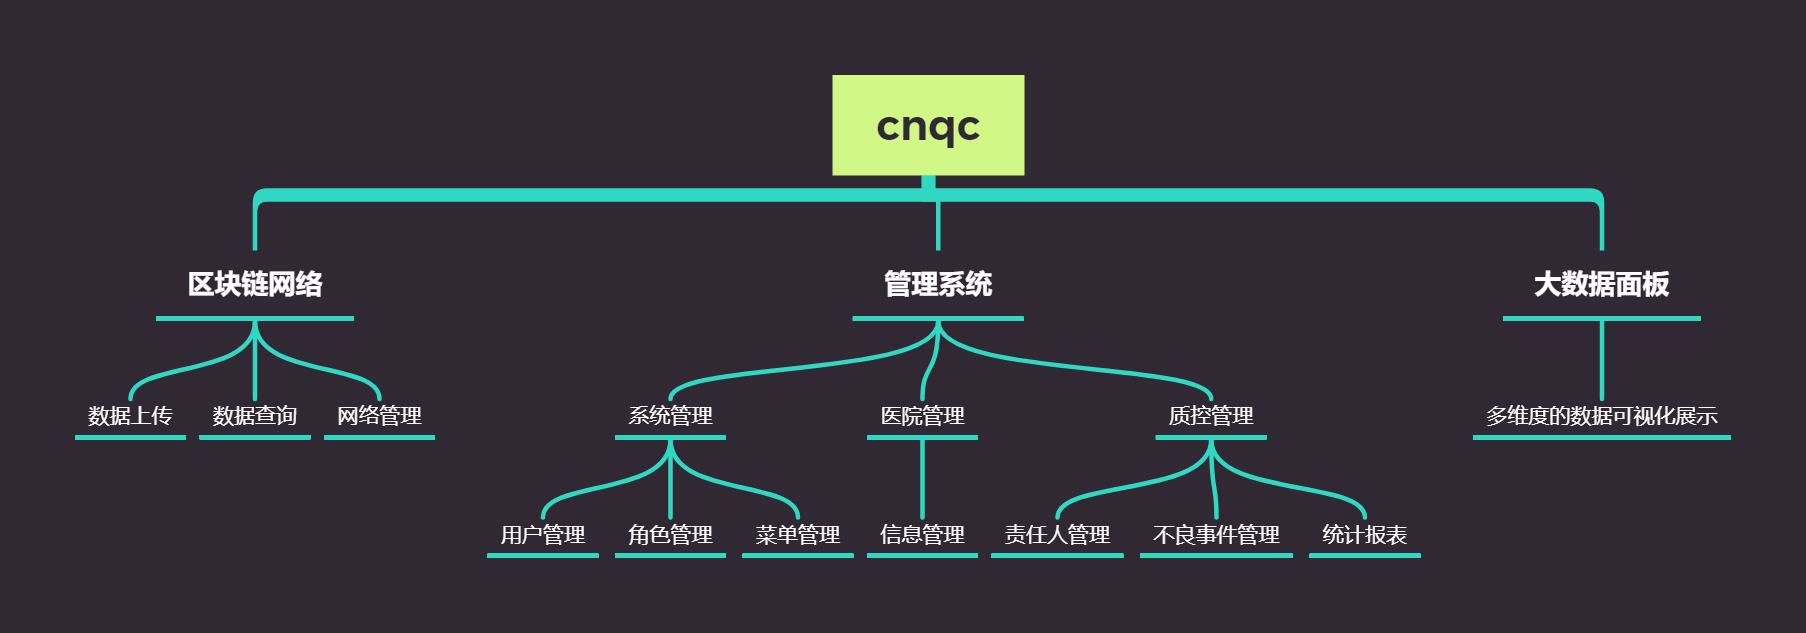 cnqc
区块链网络
管理系统
大数据面板
数据上传
数据查询
网络管理
系统管理
医院管理
质控管理
多维度的数据可视化展示
用户管理
角色管理
菜单管理
信息管理
责任人管理
不良事件管理
统计报表